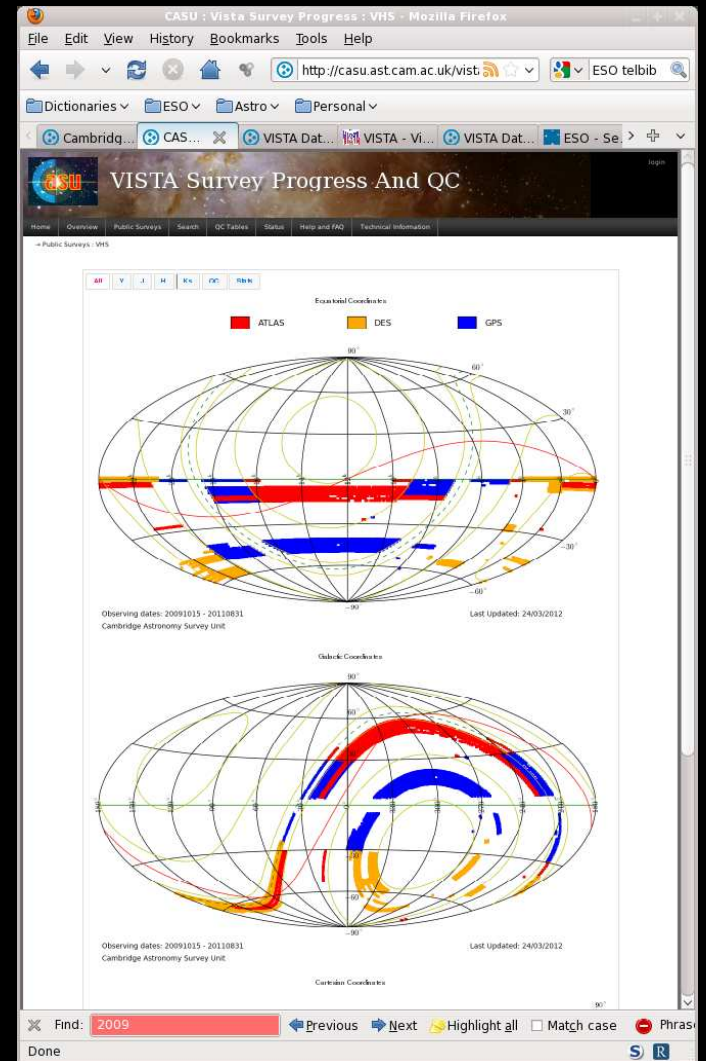 CASU : Vista Survey Progress : VHS - Mozilla Firefox
File Edit View History Bookmarks Tools Help
http://casu.ast.cam.ac.uk/vist ESO telbib
Dictionaries ESO Astro Personal
Cambridg... CAS... VISTA Dat... VISTA - Vi... VISTA Dat... ESO - Se.
casu VISTA Survey Progress And QC login
Home Overview Public Surveys Search QC Tables Status Help and FAQ Technical Information
→ Public Surveys : VHS
All Y J H Ks QC Stats
Equatorial Coordinates
ATLAS DES GPS
90°
60°
30°
-30°
-60°
-90°
Observing dates: 20091015 - 20110831 Last Updated: 24/03/2012
Cambridge Astronomy Survey Unit
Galactic Coordinates
90°
60°
-60°
-90°
Observing dates: 20091015 - 20110831 Last Updated: 24/03/2012
Cambridge Astronomy Survey Unit
Cartesian Coordinates
90°
Find: 2009 Previous Next Highlight all Match case Phras
Done S R